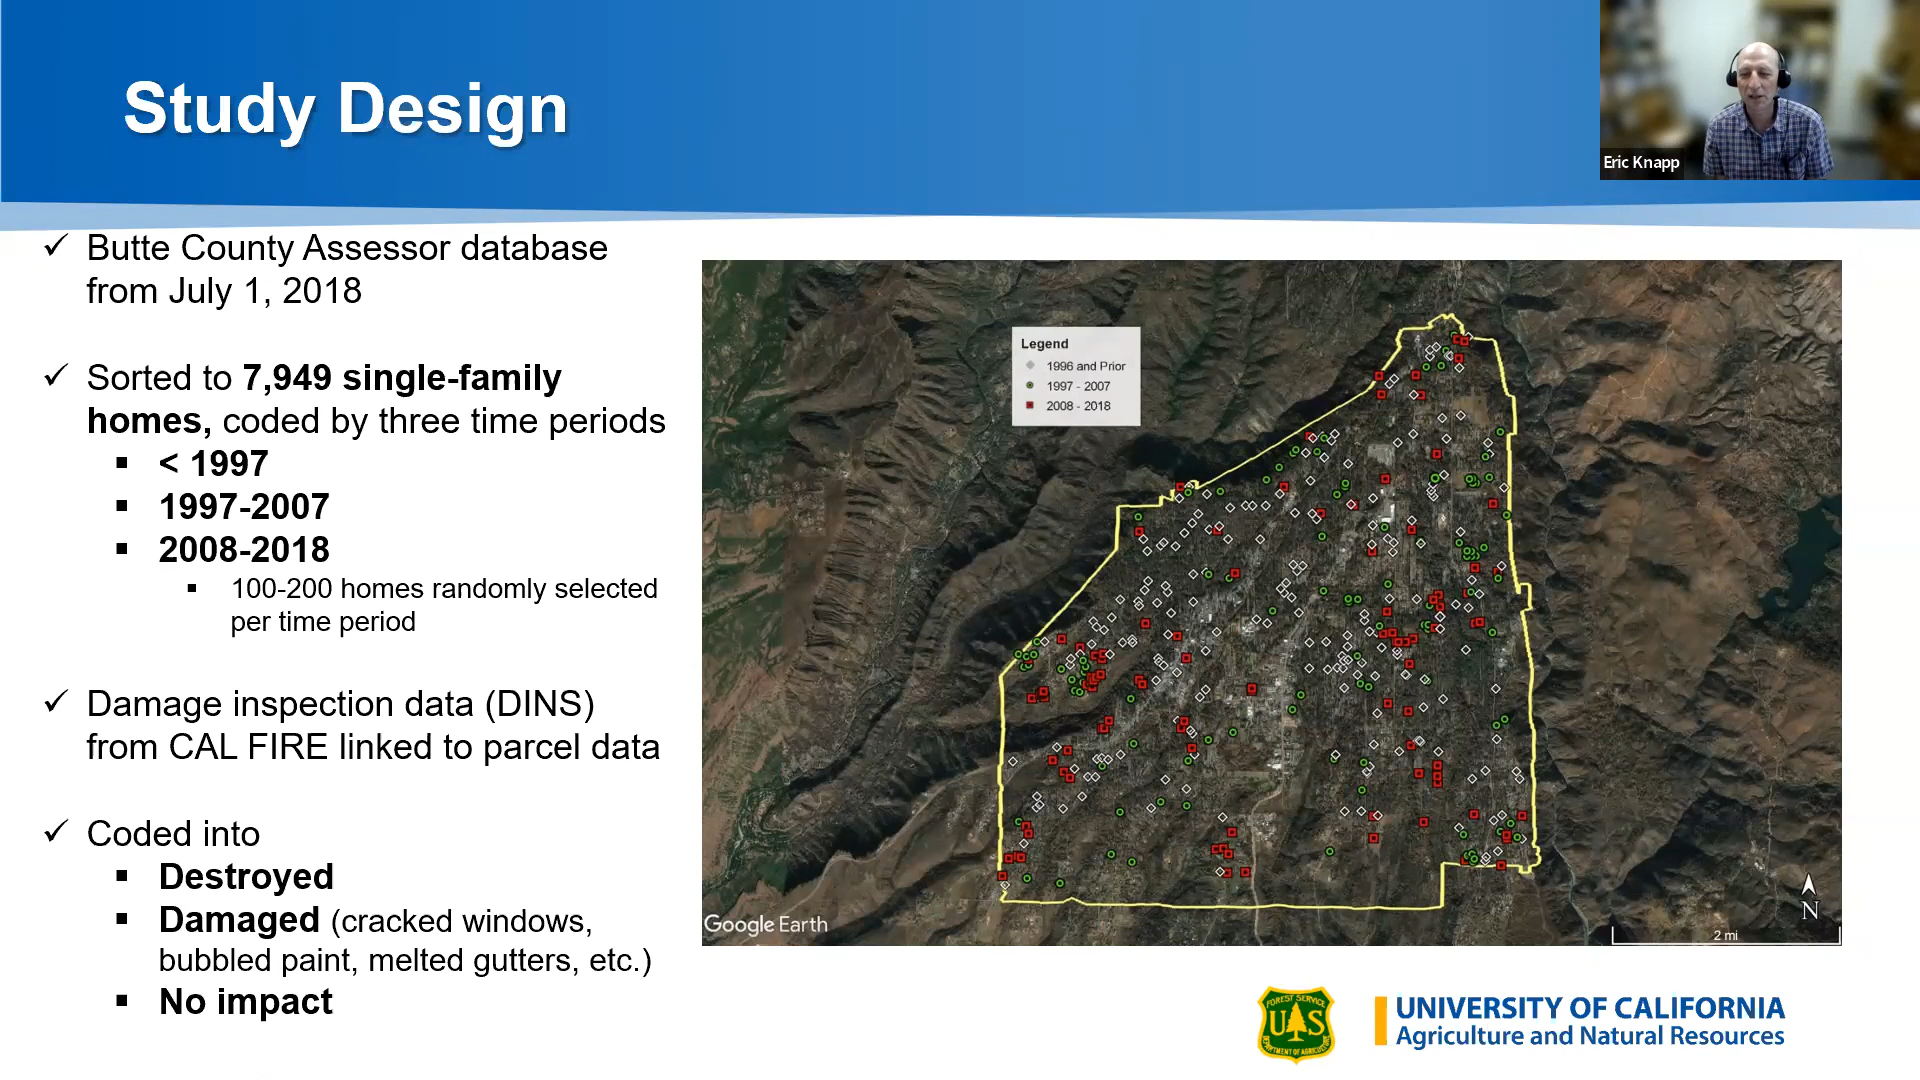 Study Design
Eric Knapp
✓ Butte County Assessor database
from July 1, 2018
✓ Sorted to 7,949 single-family
homes, coded by three time periods
▪ < 1997
▪ 1997-2007
▪ 2008-2018
▪ 100-200 homes randomly selected
per time period
✓ Damage inspection data (DINS)
from CAL FIRE linked to parcel data
✓ Coded into
▪ Destroyed
▪ Damaged (cracked windows,
bubbled paint, melted gutters, etc.)
▪ No impact
Legend
1996 and Prior
1997 - 2007
2008 - 2018
Google Earth
N
2 mi
FOREST SERVICE
U S
DEPARTMENT OF AGRICULTURE
UNIVERSITY OF CALIFORNIA
Agriculture and Natural Resources